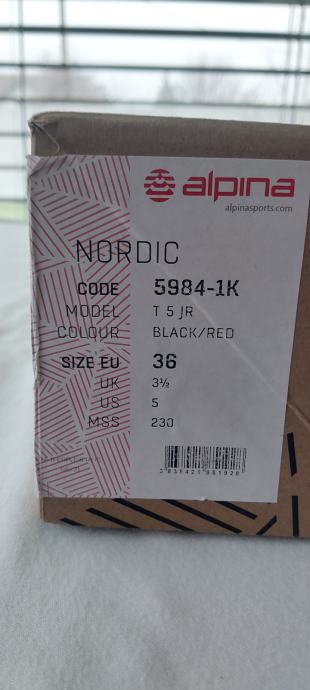 alpina
alpinasports.com
NORDIC
CODE 5984-1K
MODEL T 5 JR
COLOUR BLACK/RED
SIZE EU 36
UK 3½
US 5
MSS 230